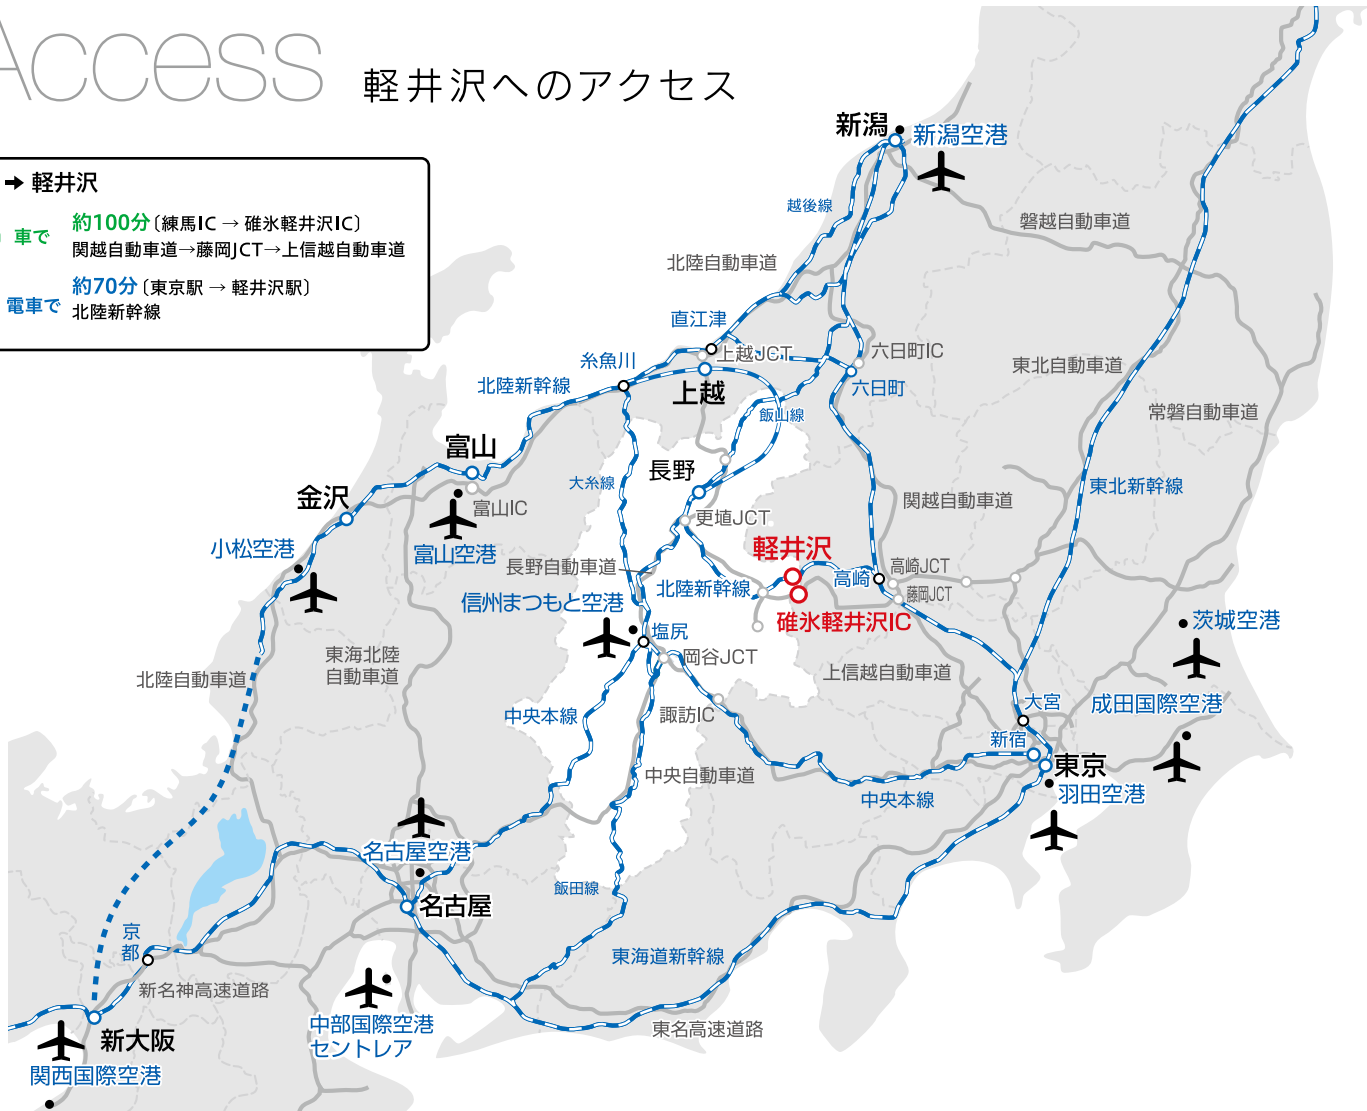 Access
軽井沢へのアクセス
➡ 軽井沢
車で
約100分〔練馬IC → 碓氷軽井沢IC〕
関越自動車道→藤岡JCT→上信越自動車道
電車で
約70分〔東京駅 → 軽井沢駅〕
北陸新幹線
新潟
新潟空港
越後線
磐越自動車道
北陸自動車道
直江津
上越JCT
六日町IC
糸魚川
東北自動車道
北陸新幹線
上越
六日町
飯山線
常磐自動車道
富山
長野
大糸線
東北新幹線
金沢
富山IC
関越自動車道
更埴JCT
小松空港
富山空港
軽井沢
長野自動車道
高崎JCT
高崎
北陸新幹線
藤岡JCT
信州まつもと空港
碓氷軽井沢IC
茨城空港
塩尻
岡谷JCT
東海北陸
自動車道
上信越自動車道
北陸自動車道
大宮
成田国際空港
中央本線
諏訪IC
新宿
東京
中央自動車道
羽田空港
中央本線
名古屋空港
飯田線
名古屋
京都
東海道新幹線
新名神高速道路
中部国際空港
セントレア
東名高速道路
新大阪
関西国際空港